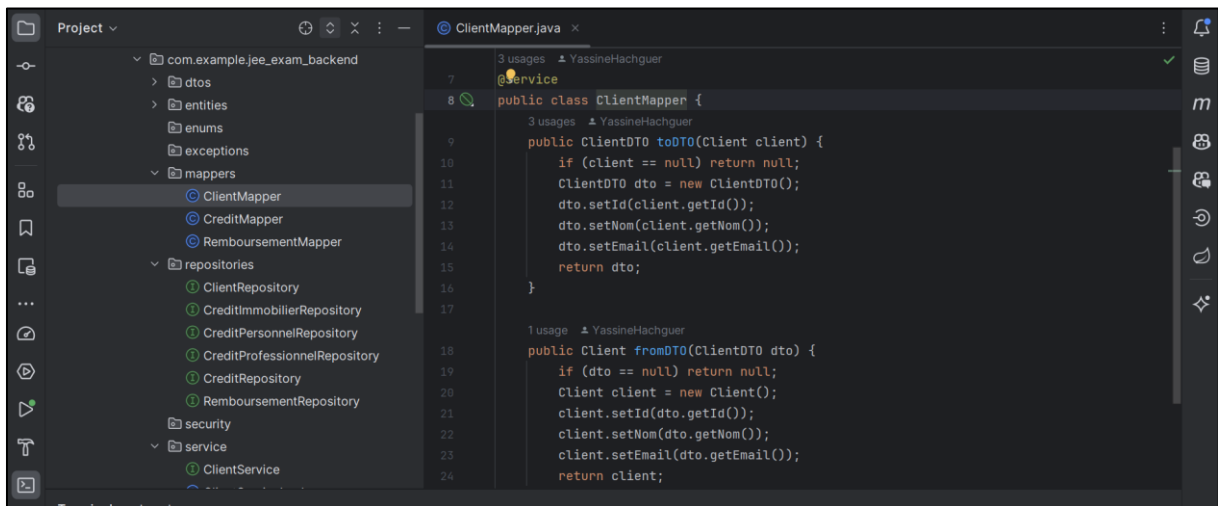 Project
com.example.jee_exam_backend
dtos
entities
enums
exceptions
mappers
ClientMapper
CreditMapper
RemboursementMapper
repositories
ClientRepository
CreditImmobilierRepository
CreditPersonnelRepository
CreditProfessionnelRepository
CreditRepository
RemboursementRepository
security
service
ClientService
ClientMapper.java
3 usages YassineHachguer
7 @Service
8 public class ClientMapper {
3 usages YassineHachguer
9 public ClientDTO toDTO(Client client) {
10 if (client == null) return null;
11 ClientDTO dto = new ClientDTO();
12 dto.setId(client.getId());
13 dto.setNom(client.getNom());
14 dto.setEmail(client.getEmail());
15 return dto;
16 }
17
1 usage YassineHachguer
18 public Client fromDTO(ClientDTO dto) {
19 if (dto == null) return null;
20 Client client = new Client();
21 client.setId(dto.getId());
22 client.setNom(dto.getNom());
23 client.setEmail(dto.getEmail());
24 return client;
m